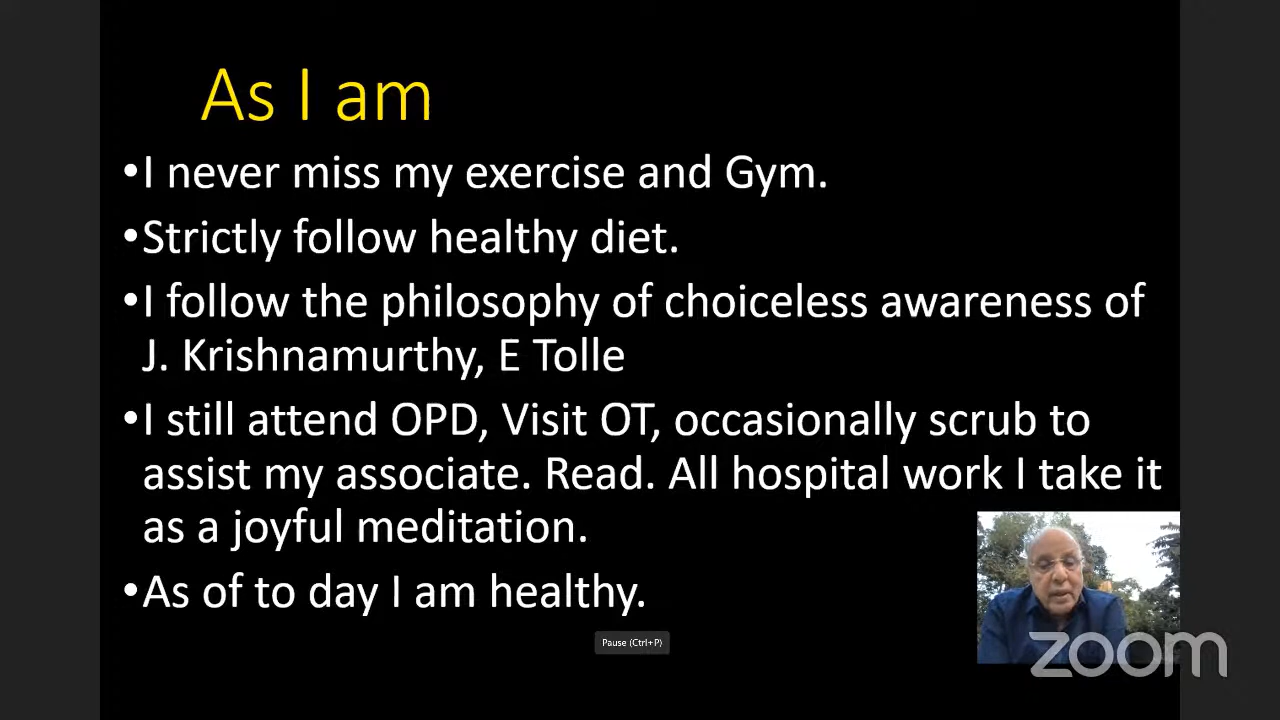 As I am
•I never miss my exercise and Gym.
•Strictly follow healthy diet.
•I follow the philosophy of choiceless awareness of
J. Krishnamurthy, E Tolle
•I still attend OPD, Visit OT, occasionally scrub to
assist my associate. Read. All hospital work I take it
as a joyful meditation.
•As of to day I am healthy.
Pause (Ctrl+P)
zoom